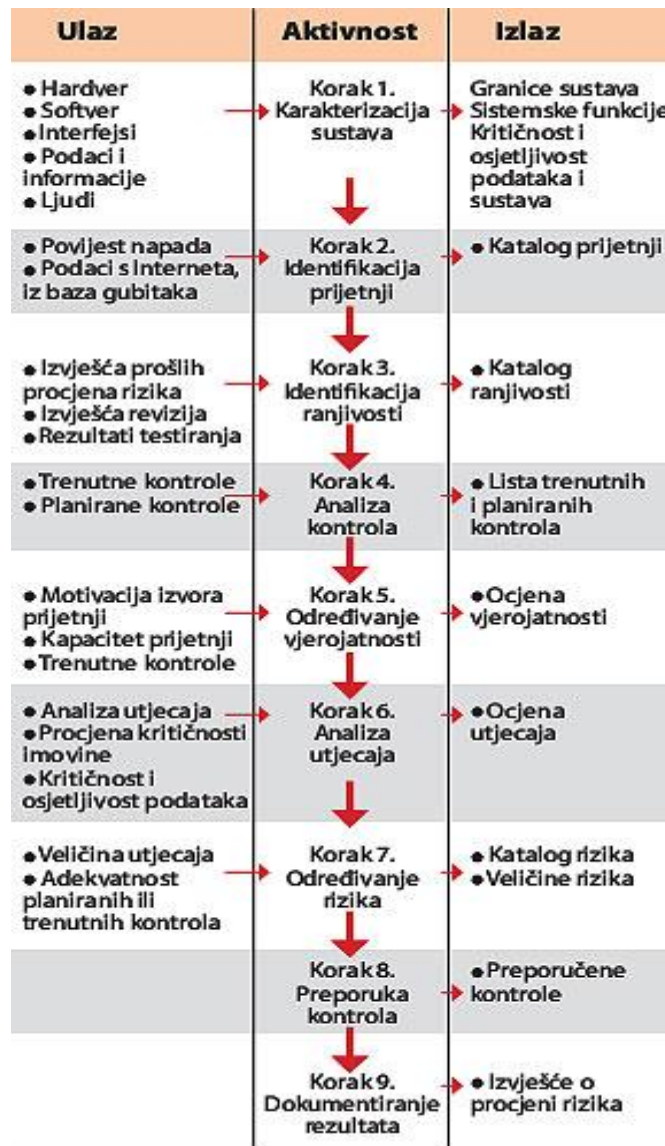 Ulaz
Aktivnost
Izlaz
● Hardver
● Softver
● Interfejsi
● Podaci i
informacije
● Ljudi
Korak 1.
Karakterizacija
sustava
Granice sustava
Sistemske funkcije
Kritičnost i
osjetljivost
podataka i
sustava
● Povijest napada
● Podaci s Interneta,
iz baza gubitaka
Korak 2.
Identifikacija
prijetnji
● Katalog prijetnji
● Izvješća prošlih
procjena rizika
● Izvješća revizija
● Rezultati testiranja
Korak 3.
Identifikacija
ranjivosti
● Katalog
ranjivosti
● Trenutne kontrole
● Planirane kontrole
Korak 4.
Analiza
kontrola
● Lista trenutnih
i planiranih
kontrola
● Motivacija izvora
prijetnji
● Kapacitet prijetnji
● Trenutne kontrole
Korak 5.
Određivanje
vjerojatnosti
● Ocjena
vjerojatnosti
● Analiza utjecaja
● Procjena kritičnosti
imovine
● Kritičnost i
osjetljivost podataka
Korak 6.
Analiza
utjecaja
● Ocjena
utjecaja
● Veličina utjecaja
● Adekvatnost
planiranih ili
trenutnih kontrola
Korak 7.
Određivanje
rizika
● Katalog rizika
● Veličine rizika
Korak 8.
Preporuka
kontrola
● Preporučene
kontrole
Korak 9.
Dokumentiranje
rezultata
● Izvješće o
procjeni rizika